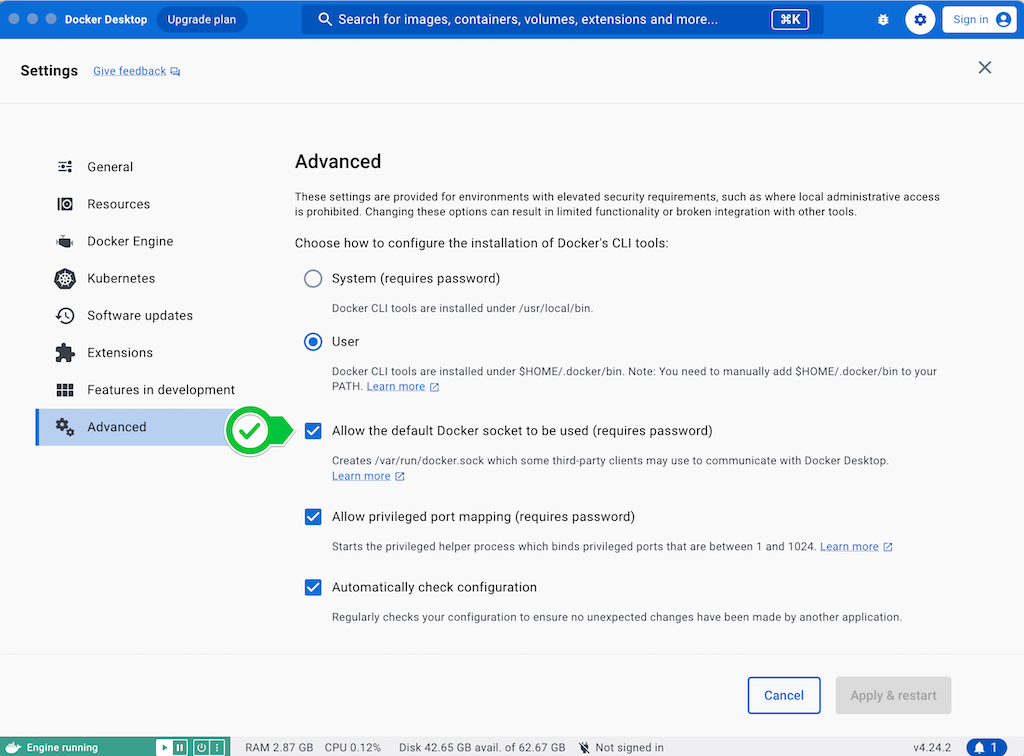 Docker Desktop
Upgrade plan
Search for images, containers, volumes, extensions and more...
⌘K
Sign in
Settings
Give feedback
General
Resources
Docker Engine
Kubernetes
Software updates
Extensions
Features in development
Advanced
Advanced
These settings are provided for environments with elevated security requirements, such as where local administrative access
is prohibited. Changing these options can result in limited functionality or broken integration with other tools.
Choose how to configure the installation of Docker's CLI tools:
System (requires password)
Docker CLI tools are installed under /usr/local/bin.
User
Docker CLI tools are installed under $HOME/.docker/bin. Note: You need to manually add $HOME/.docker/bin to your
PATH. Learn more
Allow the default Docker socket to be used (requires password)
Creates /var/run/docker.sock which some third-party clients may use to communicate with Docker Desktop.
Learn more
Allow privileged port mapping (requires password)
Starts the privileged helper process which binds privileged ports that are between 1 and 1024. Learn more
Automatically check configuration
Regularly checks your configuration to ensure no unexpected changes have been made by another application.
Cancel
Apply & restart
Engine running
RAM 2.87 GB CPU 0.12% Disk 42.65 GB avail. of 62.67 GB Not signed in
v4.24.2
1